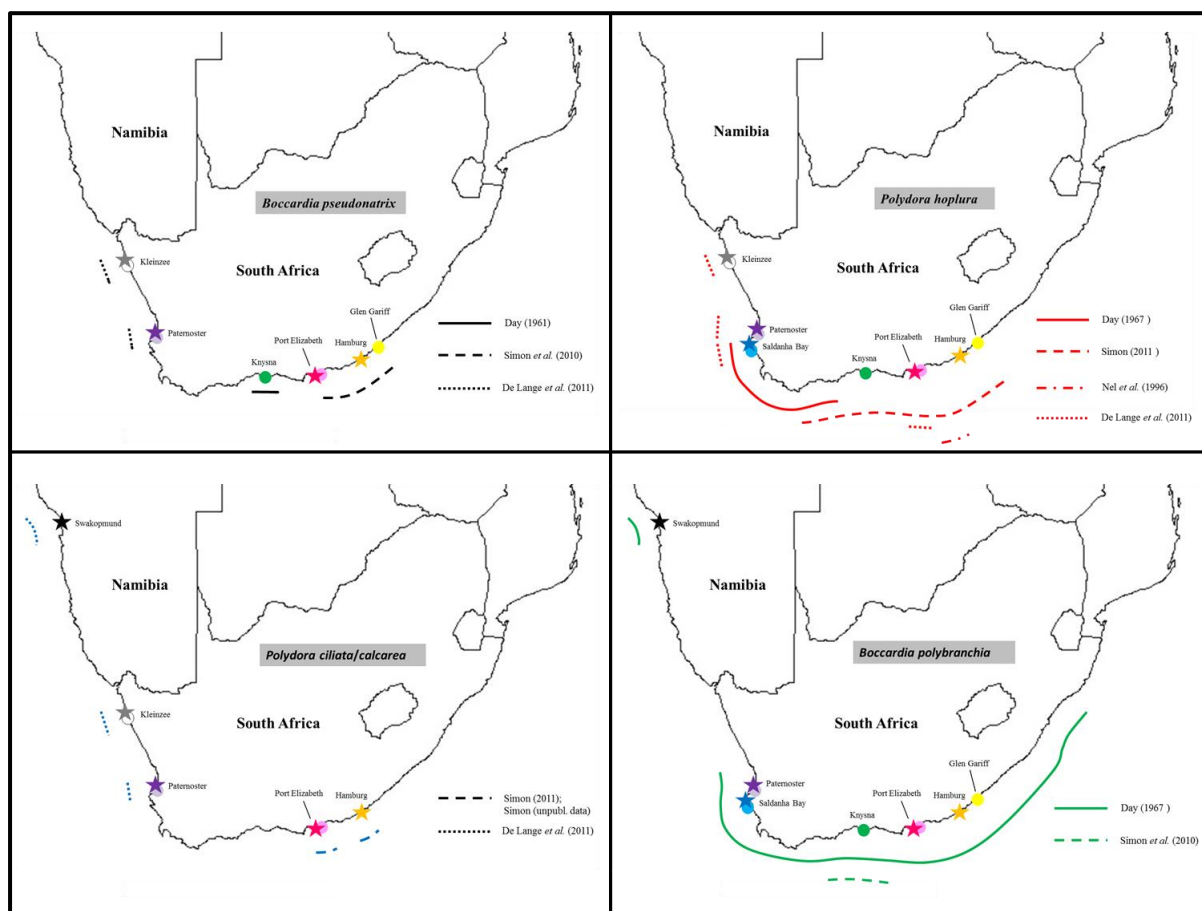 Namibia
Boccardia pseudonatrix
South Africa
Kleinzee
Glen Gariff
Paternoster
Port Elizabeth
Hamburg
Knysna
Day (1961)
Simon et al. (2010)
De Lange et al. (2011)
Namibia
Polydora hoplura
South Africa
Kleinzee
Glen Gariff
Paternoster
Port Elizabeth
Hamburg
Saldanha Bay
Knysna
Day (1967 )
Simon (2011 )
Nel et al. (1996)
De Lange et al. (2011)
Swakopmund
Namibia
Polydora ciliata/calcarea
South Africa
Kleinzee
Paternoster
Port Elizabeth
Hamburg
Simon (2011);
Simon (unpubl. data)
De Lange et al. (2011)
Swakopmund
Namibia
Boccardia polybranchia
South Africa
Glen Gariff
Paternoster
Port Elizabeth
Hamburg
Saldanha Bay
Knysna
Day (1967 )
Simon et al. (2010)